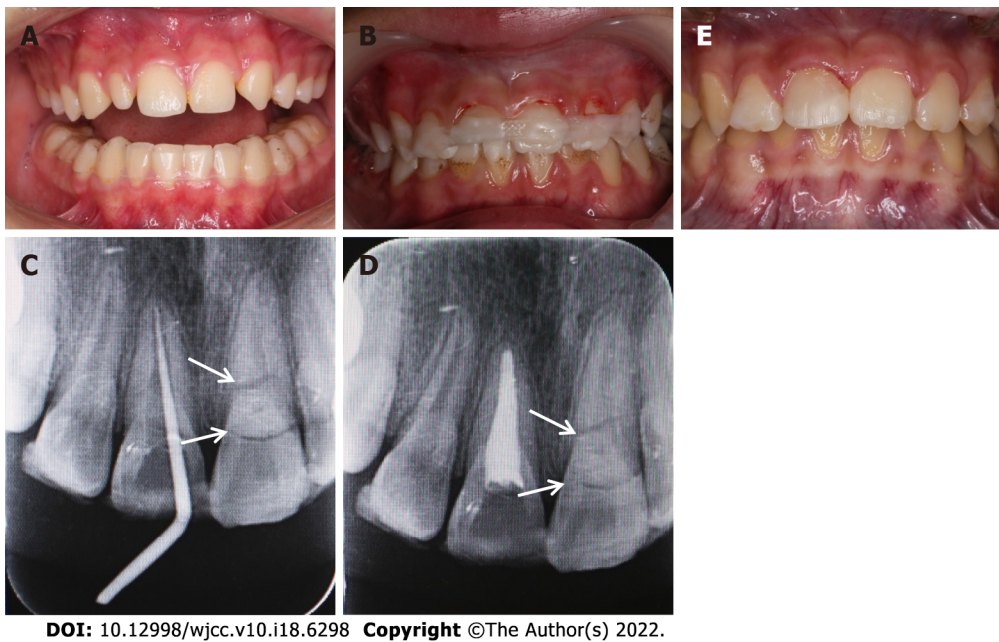 A
B
E
C
D
DOI: 10.12998/wjcc.v10.i18.6298 Copyright ©The Author(s) 2022.